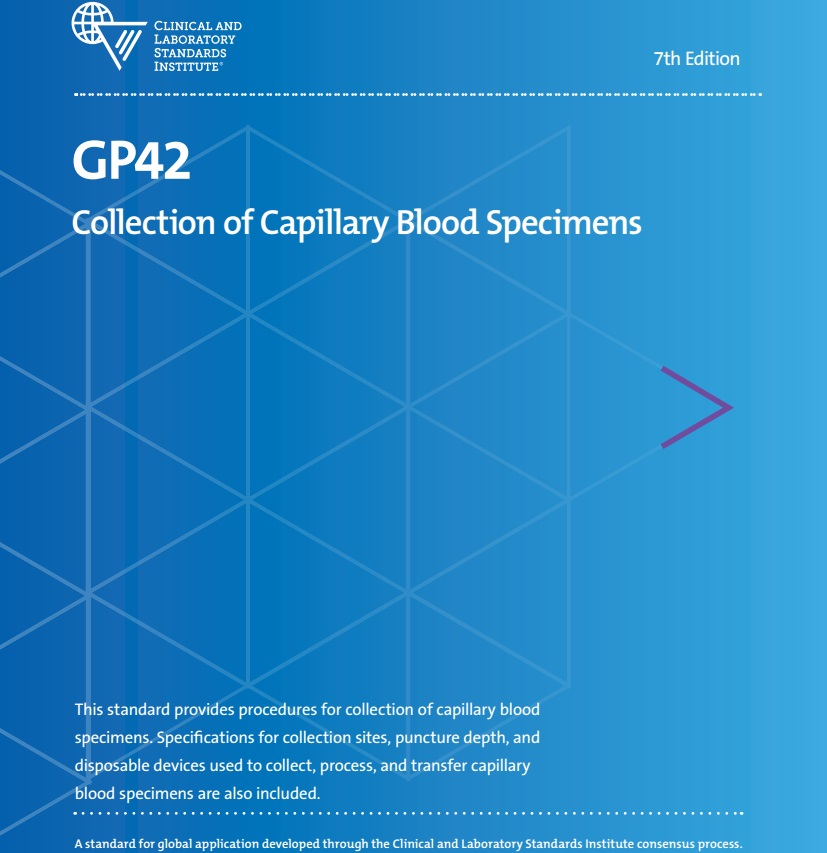 CLINICAL AND
LABORATORY
STANDARDS
INSTITUTE®
7th Edition
GP42
Collection of Capillary Blood Specimens
This standard provides procedures for collection of capillary blood
specimens. Specifications for collection sites, puncture depth, and
disposable devices used to collect, process, and transfer capillary
blood specimens are also included.
A standard for global application developed through the Clinical and Laboratory Standards Institute consensus process.